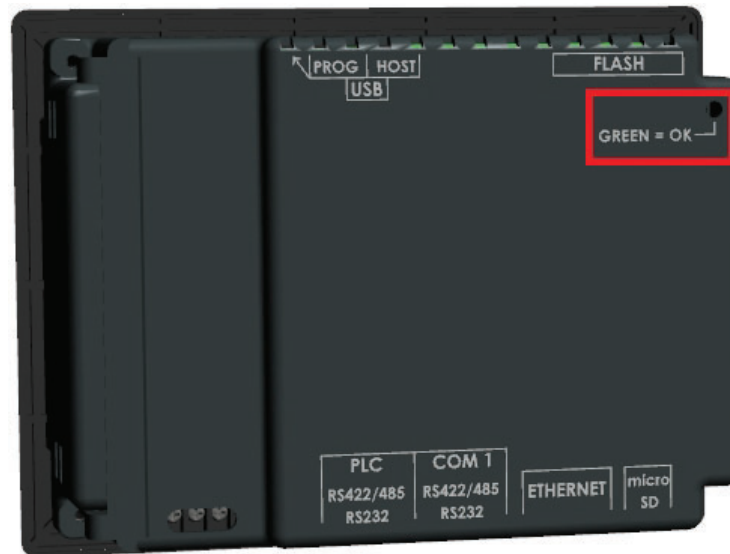 PROG HOST
USB
FLASH
GREEN = OK
PLC
RS422/485
RS232
COM 1
RS422/485
RS232
ETHERNET
micro
SD